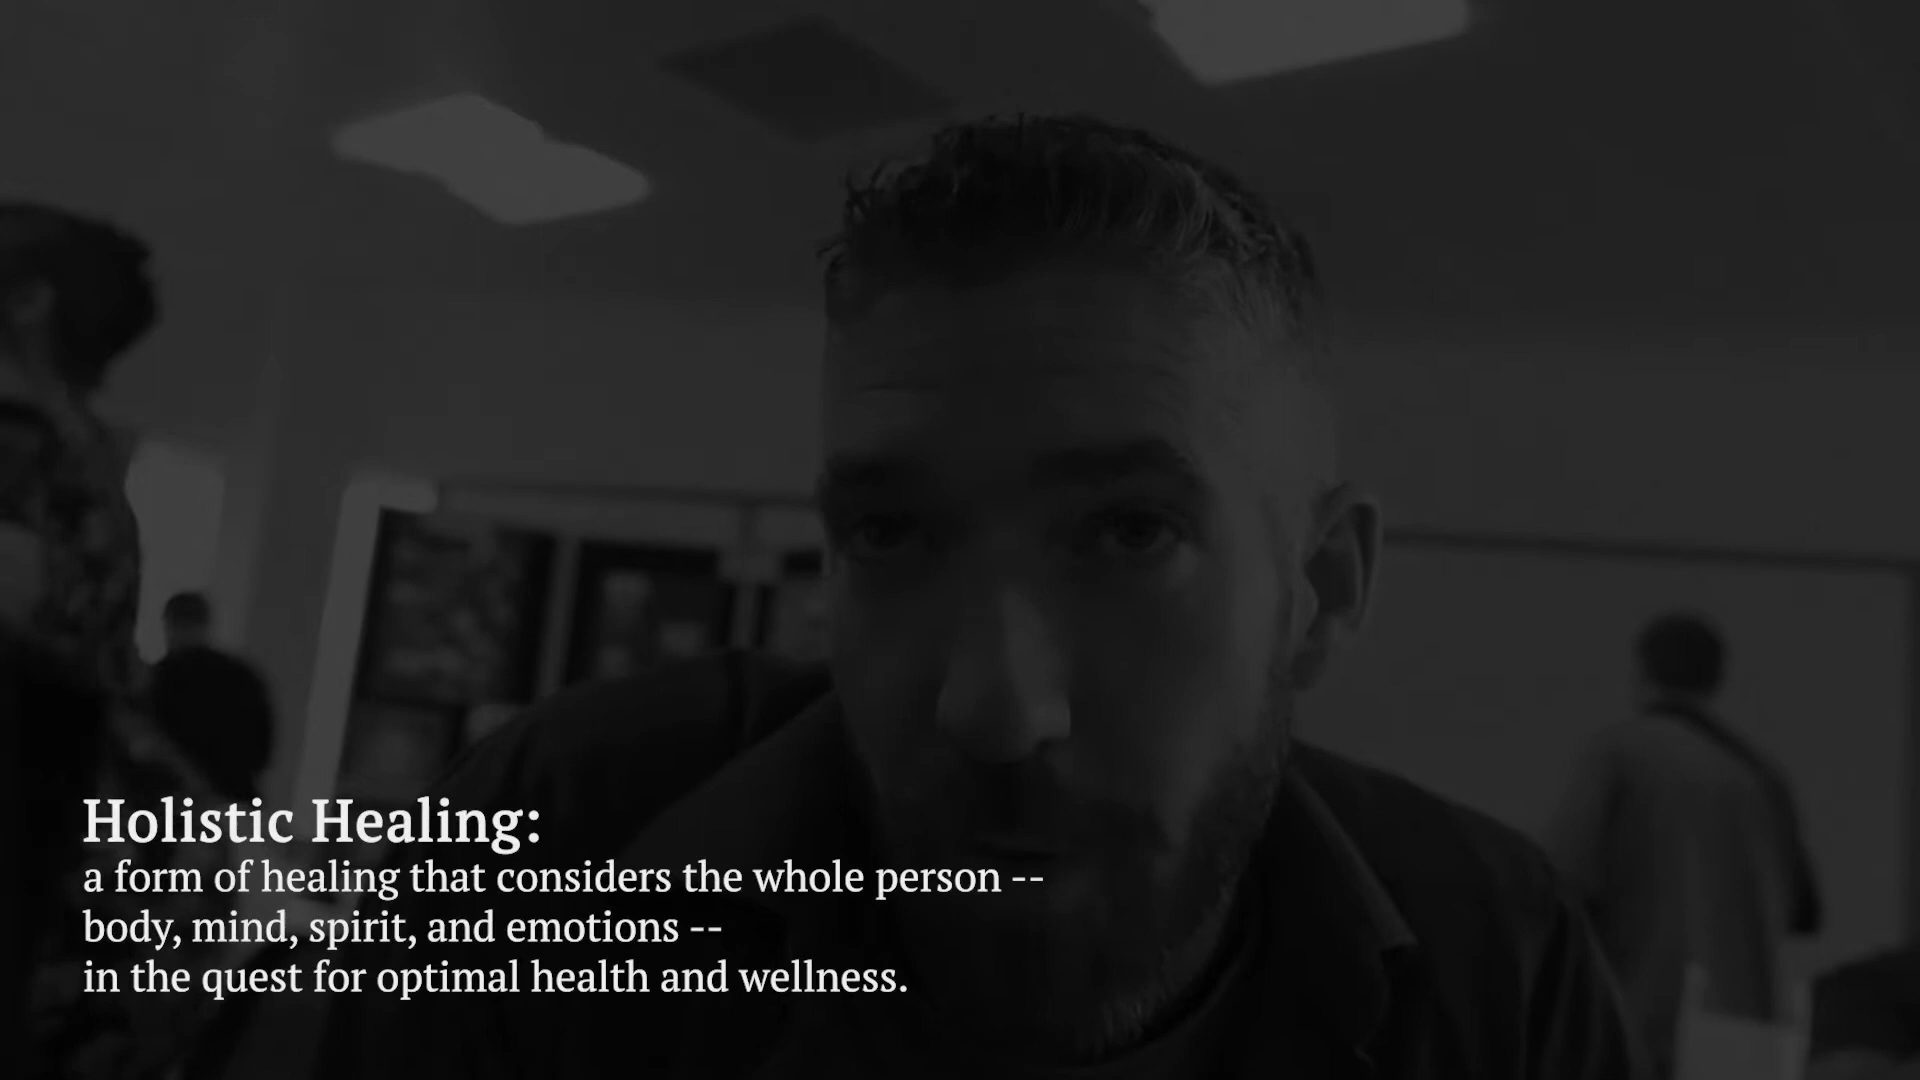 Holistic Healing:
a form of healing that considers the whole person --
body, mind, spirit, and emotions --
in the quest for optimal health and wellness.